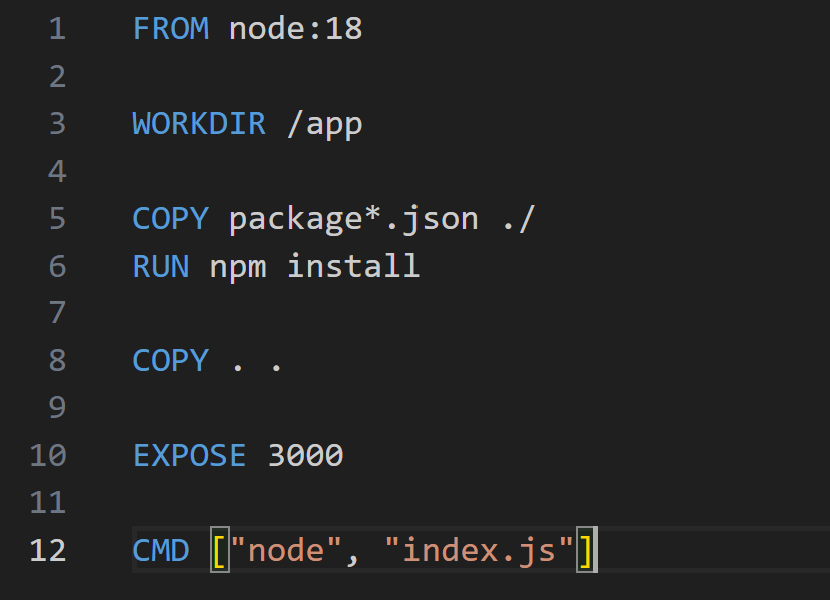 1 FROM node:18
2
3 WORKDIR /app
4
5 COPY package*.json ./
6 RUN npm install
7
8 COPY . .
9
10 EXPOSE 3000
11
12 CMD ["node", "index.js"]